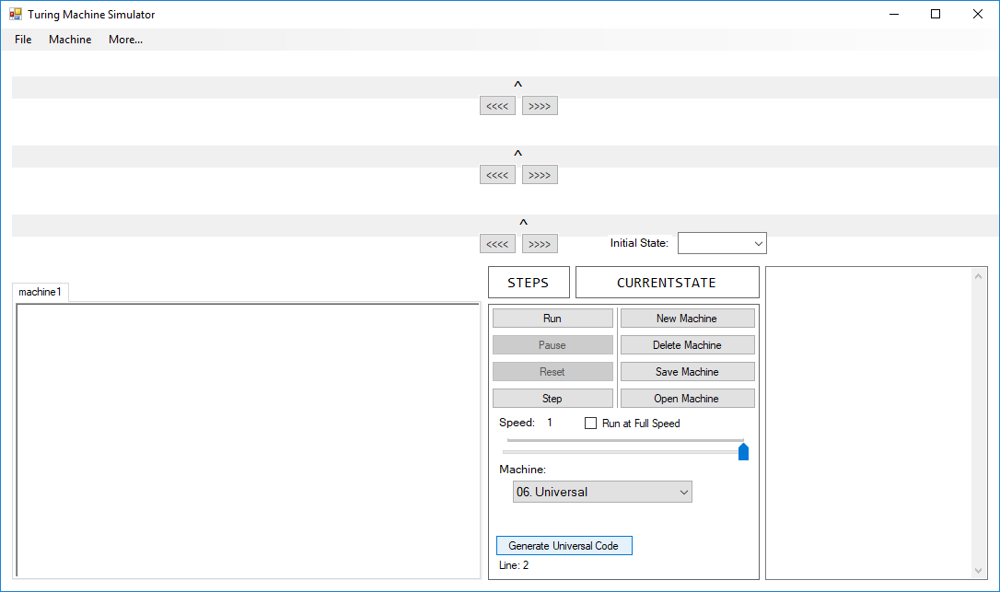 Turing Machine Simulator
File Machine More...
^
<<<< >>>>
^
<<<< >>>>
^
<<<< >>>>
Initial State:
STEPS CURRENTSTATE
machine1
Run New Machine
Pause Delete Machine
Reset Save Machine
Step Open Machine
Speed: 1 Run at Full Speed
Machine:
06. Universal
Generate Universal Code
Line: 2